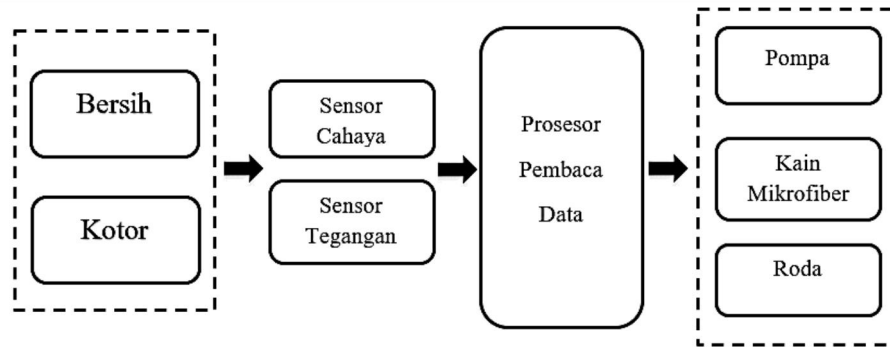 Bersih
Kotor
Sensor
Cahaya
Sensor
Tegangan
Prosesor
Pembaca
Data
Pompa
Kain
Mikrofiber
Roda